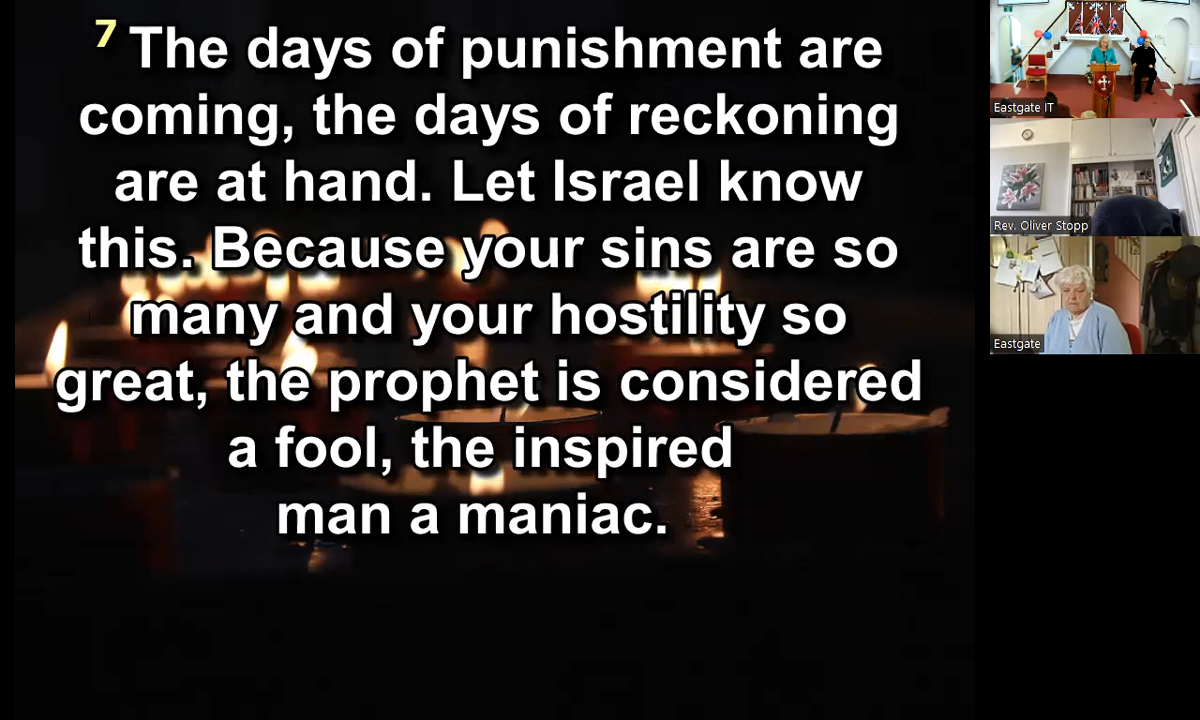 7 The days of punishment are
coming, the days of reckoning
are at hand. Let Israel know
this. Because your sins are so
many and your hostility so
great, the prophet is considered
a fool, the inspired
man a maniac.
Eastgate IT
Rev. Oliver Stopp
Eastgate